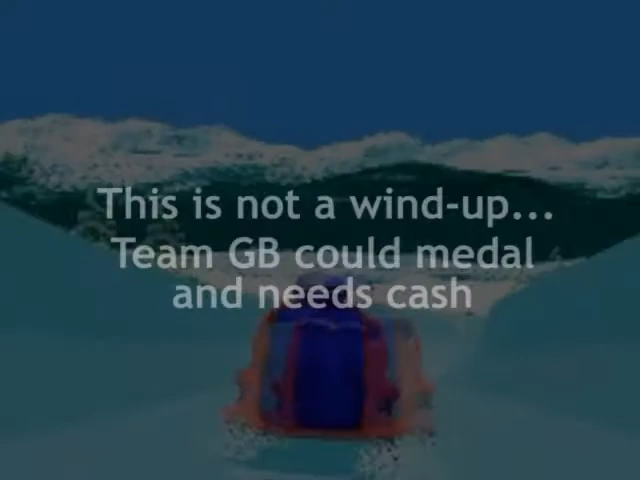 This is not a wind-up...
Team GB could medal
and needs cash